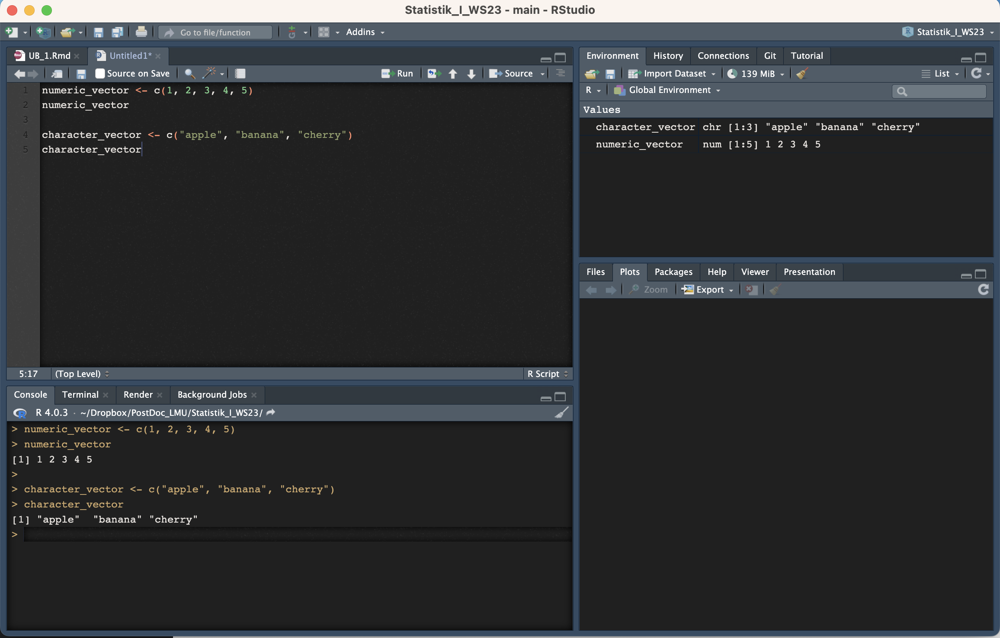 Statistik_I_WS23 - main - RStudio
Go to file/function
Addins
Statistik_I_WS23
UB_1.Rmd
Untitled1*
Source on Save
Run
Source
1 numeric_vector <- c(1, 2, 3, 4, 5)
2 numeric_vector
3
4 character_vector <- c("apple", "banana", "cherry")
5 character_vector
5:17 (Top Level) R Script
Console Terminal Render Background Jobs
R 4.0.3 · ~/Dropbox/PostDoc_LMU/Statistik_I_WS23/
> numeric_vector <- c(1, 2, 3, 4, 5)
> numeric_vector
[1] 1 2 3 4 5
>
> character_vector <- c("apple", "banana", "cherry")
> character_vector
[1] "apple"  "banana" "cherry"
>
Environment History Connections Git Tutorial
Import Dataset 139 MiB List
R Global Environment
Values
character_vector chr [1:3] "apple" "banana" "cherry"
numeric_vector num [1:5] 1 2 3 4 5
Files Plots Packages Help Viewer Presentation
Zoom Export